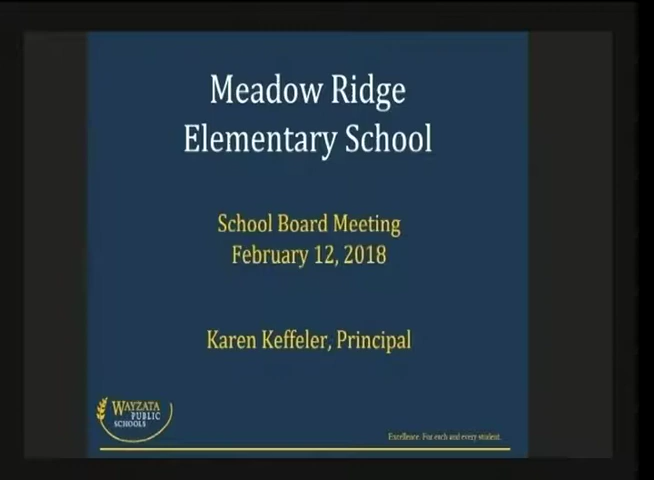 Meadow Ridge
Elementary School
School Board Meeting
February 12, 2018
Karen Keffeler, Principal
WAYZATA
PUBLIC
SCHOOLS
Excellence. For each and every student.